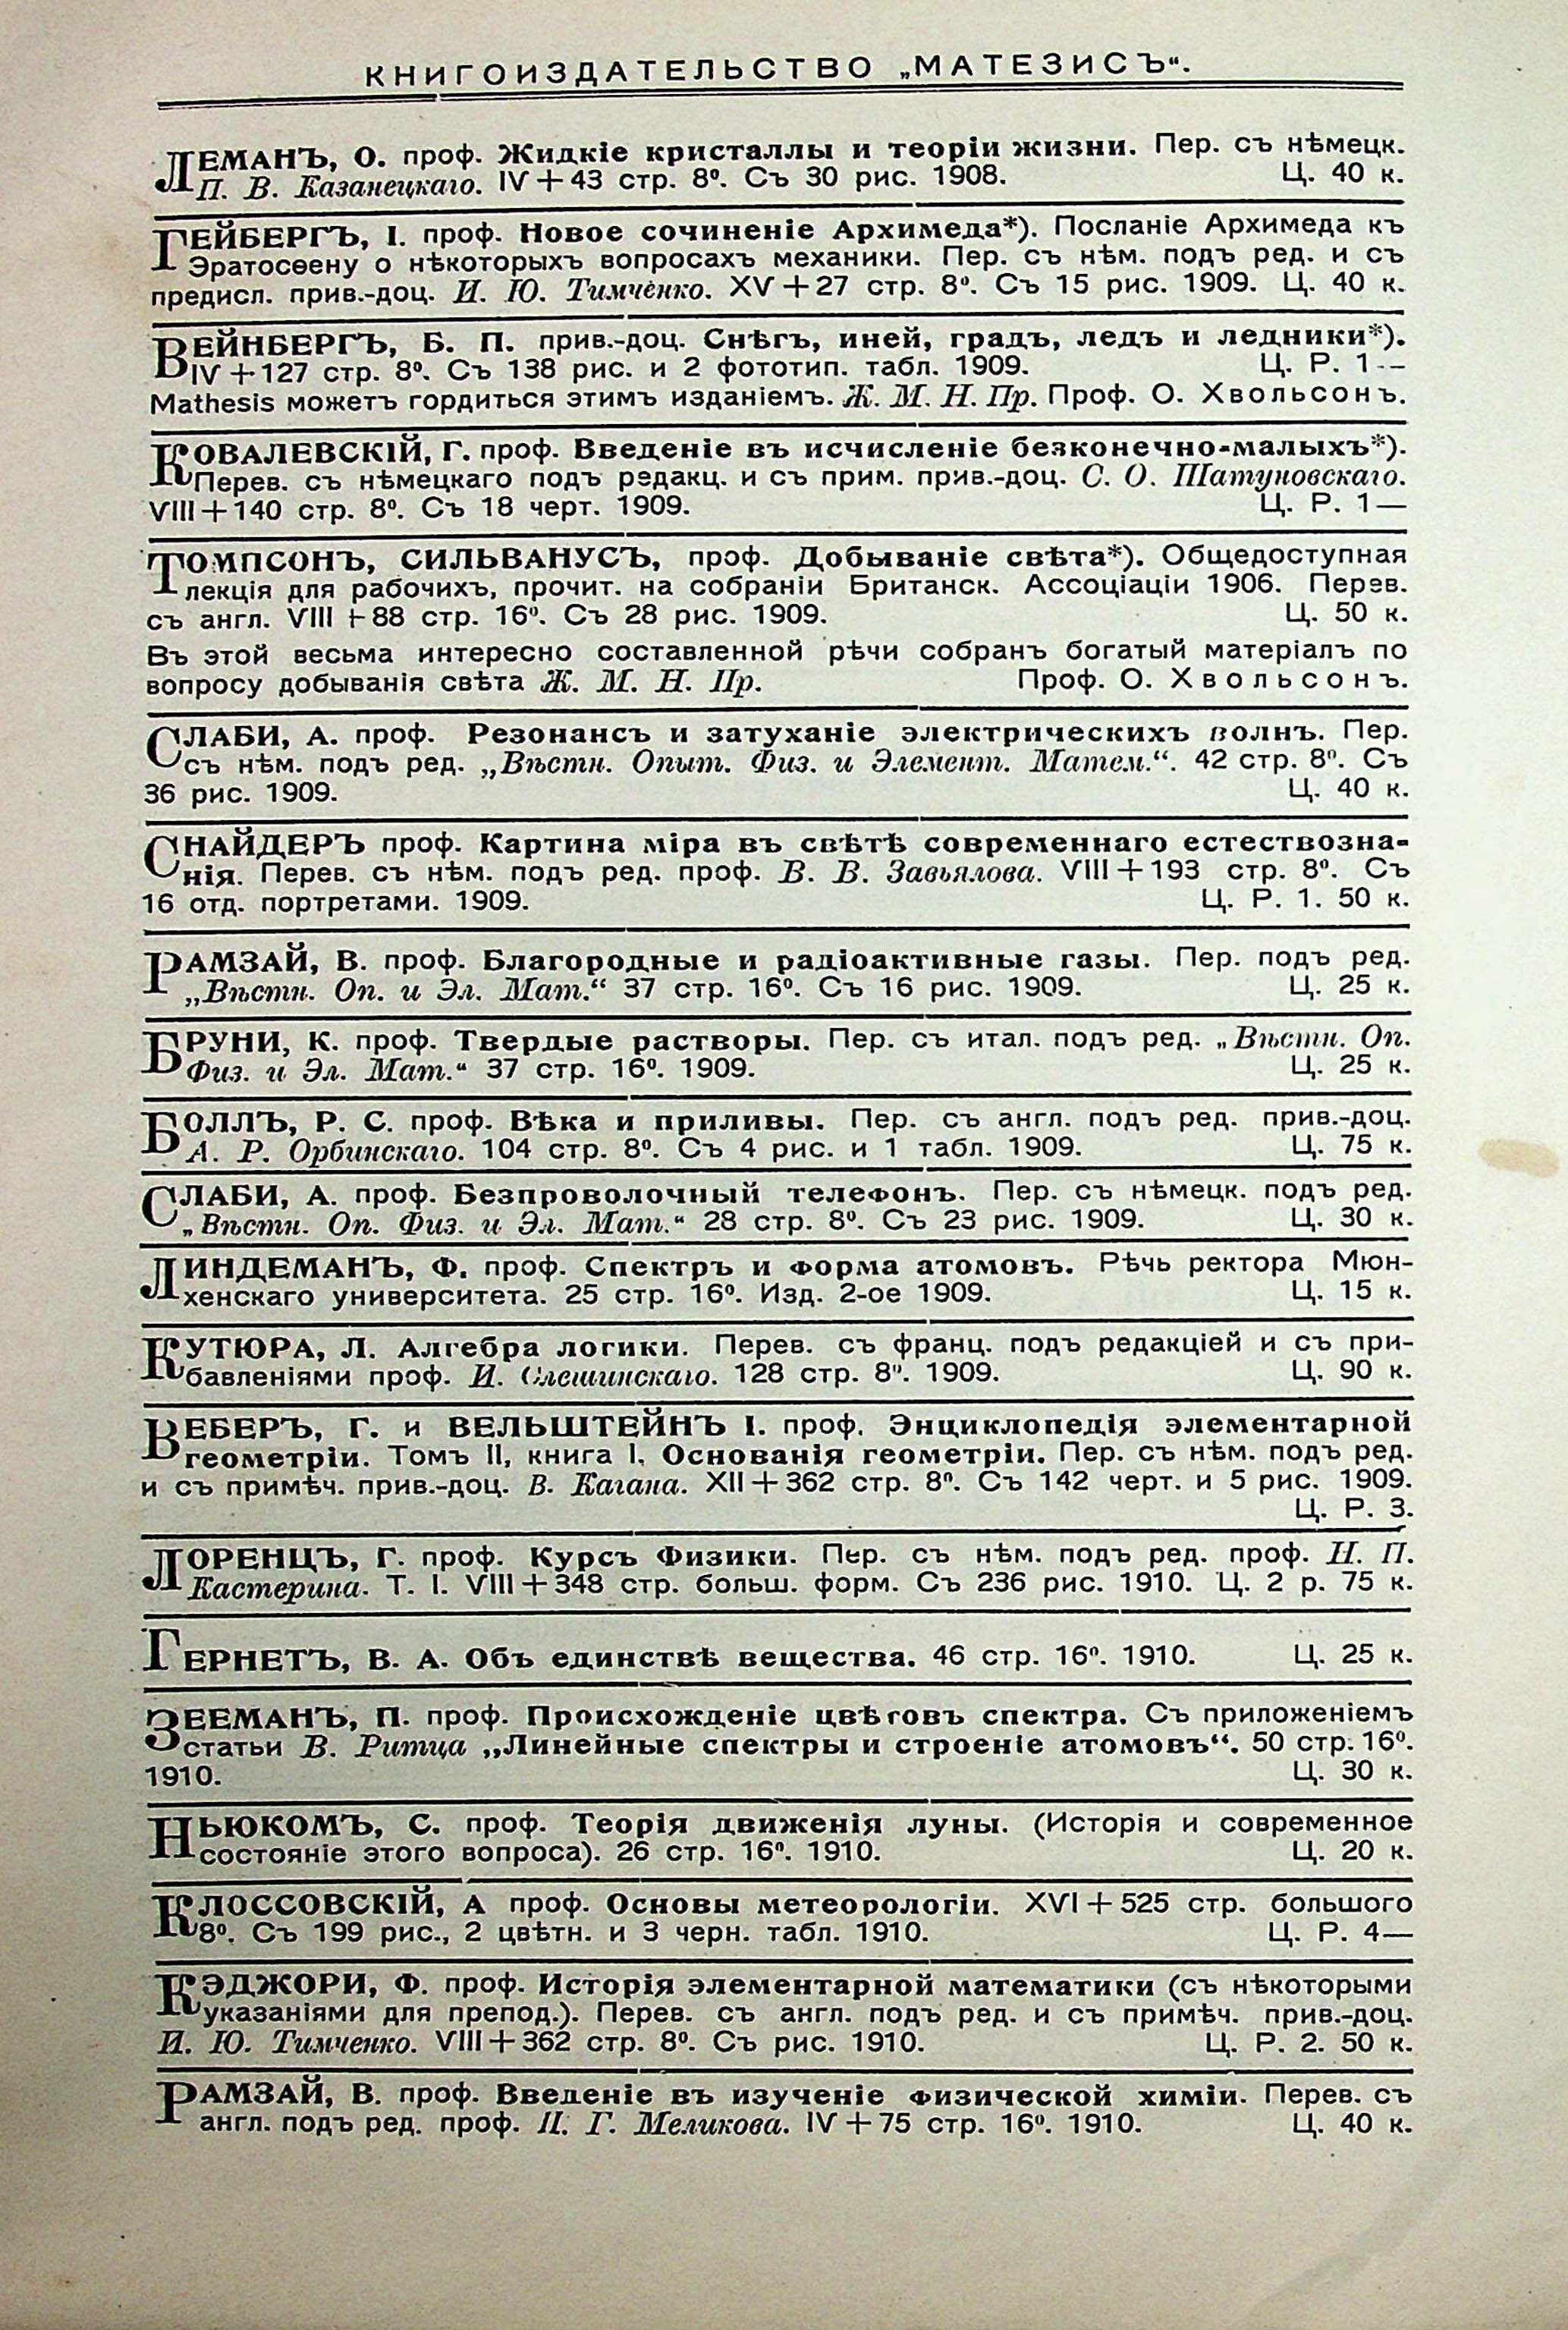 КНИГОИЗДАТЕЛЬСТВО „МАТЕЗИСЪ“.
ЛЕМАНЪ, О. проф. Жидкіе кристаллы и теоріи жизни. Пер. съ нѣмецк.
П. В. Казанецкаго. IV+43 стр. 8⁰. Съ 30 рис. 1908. Ц. 40 к.
ГЕЙБЕРГЪ, І. проф. Новое сочиненіе Архимеда*). Посланіе Архимеда къ
Эратосѳену о нѣкоторыхъ вопросахъ механики. Пер. съ нѣм. подъ ред. и съ
предисл. прив.-доц. И. Ю. Тимченко. XV+27 стр. 8⁰. Съ 15 рис. 1909. Ц. 40 к.
ВЕЙНБЕРГЪ, Б. П. прив.-доц. Снѣгъ, иней, градъ, ледъ и ледники*).
IV+127 стр. 8⁰. Съ 138 рис. и 2 фототип. табл. 1909. Ц. Р. 1—
Mathesis можетъ гордиться этимъ изданіемъ. Ж. М. Н. Пр. Проф. О. Хвольсонъ.
КОВАЛЕВСКІЙ, Г. проф. Введеніе въ исчисленіе безконечно-малыхъ*).
Перев. съ нѣмецкаго подъ редакц. и съ прим. прив.-доц. С. О. Шатуновскаго.
VIII+140 стр. 8⁰. Съ 18 черт. 1909. Ц. Р. 1—
ТОМПСОНЪ, СИЛЬВАНУСЪ, проф. Добываніе свѣта*). Общедоступная
лекція для рабочихъ, прочит. на собраніи Британск. Ассоціаціи 1906. Перев.
съ англ. VIII+88 стр. 16⁰. Съ 28 рис. 1909. Ц. 50 к.
Въ этой весьма интересно составленной рѣчи собранъ богатый матеріалъ по
вопросу добыванія свѣта Ж. М. Н. Пр. Проф. О. Хвольсонъ.
СЛАБИ, А. проф. Резонансъ и затуханіе электрическихъ волнъ. Пер.
съ нѣм. подъ ред. „Вѣстн. Опыт. Физ. и Элемент. Матем.“. 42 стр. 8⁰. Съ
36 рис. 1909. Ц. 40 к.
СНАЙДЕРЪ проф. Картина міра въ свѣтѣ современнаго естествозна-
нія. Перев. съ нѣм. подъ ред. проф. В. В. Завьялова. VIII+193 стр. 8⁰. Съ
16 отд. портретами. 1909. Ц. Р. 1. 50 к.
РАМЗАЙ, В. проф. Благородные и радіоактивные газы. Пер. подъ ред.
„Вѣстн. Оп. и Эл. Мат.“ 37 стр. 16⁰. Съ 16 рис. 1909. Ц. 25 к.
БРУНИ, К. проф. Твердые растворы. Пер. съ итал. подъ ред. „Вѣстн. Оп.
Физ. и Эл. Мат.“ 37 стр. 16⁰. 1909. Ц. 25 к.
БОЛЛЪ, Р. С. проф. Вѣка и приливы. Пер. съ англ. подъ ред. прив.-доц.
А. Р. Орбинскаго. 104 стр. 8⁰. Съ 4 рис. и 1 табл. 1909. Ц. 75 к.
СЛАБИ, А. проф. Безпроволочный телефонъ. Пер. съ нѣмецк. подъ ред.
„Вѣстн. Оп. Физ. и Эл. Мат.“ 28 стр. 8⁰. Съ 23 рис. 1909. Ц. 30 к.
ЛИНДЕМАНЪ, Ф. проф. Спектръ и форма атомовъ. Рѣчь ректора Мюн-
хенскаго университета. 25 стр. 16⁰. Изд. 2-ое 1909. Ц. 15 к.
КУТЮРА, Л. Алгебра логики. Перев. съ франц. подъ редакціей и съ при-
бавленіями проф. И. Слешинскаго. 128 стр. 8⁰. 1909. Ц. 90 к.
ВЕБЕРЪ, Г. и ВЕЛЬШТЕЙНЪ І. проф. Энциклопедія элементарной
геометріи. Томъ II, книга I, Основанія геометріи. Пер. съ нѣм. подъ ред.
и съ примѣч. прив.-доц. В. Кагана. XII+362 стр. 8⁰. Съ 142 черт. и 5 рис. 1909.
Ц. Р. 3.
ЛОРЕНЦЪ, Г. проф. Курсъ Физики. Пер. съ нѣм. подъ ред. проф. Н. П.
Кастерина. Т. I. VIII+348 стр. больш. форм. Съ 236 рис. 1910. Ц. 2 р. 75 к.
ГЕРНЕТЪ, В. А. Объ единствѣ вещества. 46 стр. 16⁰. 1910. Ц. 25 к.
ЗЕЕМАНЪ, П. проф. Происхожденіе цвѣтовъ спектра. Съ приложеніемъ
статьи В. Ритца „Линейные спектры и строеніе атомовъ“. 50 стр. 16⁰.
1910. Ц. 30 к.
НЬЮКОМЪ, С. проф. Теорія движенія луны. (Исторія и современное
состояніе этого вопроса). 26 стр. 16⁰. 1910. Ц. 20 к.
КЛОССОВСКІЙ, А проф. Основы метеорологіи. XVI+525 стр. большого
8⁰. Съ 199 рис., 2 цвѣтн. и 3 черн. табл. 1910. Ц. Р. 4—
КЭДЖОРИ, Ф. проф. Исторія элементарной математики (съ нѣкоторыми
указаніями для препод.). Перев. съ англ. подъ ред. и съ примѣч. прив.-доц.
И. Ю. Тимченко. VIII+362 стр. 8⁰. Съ рис. 1910. Ц. Р. 2. 50 к.
РАМЗАЙ, В. проф. Введеніе въ изученіе физической химіи. Перев. съ
англ. подъ ред. проф. П. Г. Меликова. IV+75 стр. 16⁰. 1910. Ц. 40 к.